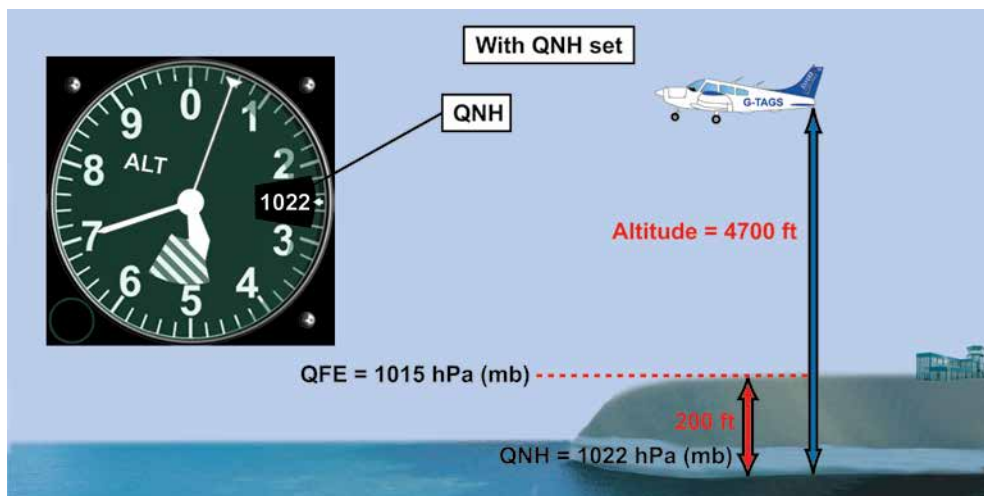 With QNH set
QNH
0
1
2
3
4
5
6
7
8
9
ALT
1022
G-TAGS
Altitude = 4700 ft
QFE = 1015 hPa (mb)
200 ft
QNH = 1022 hPa (mb)